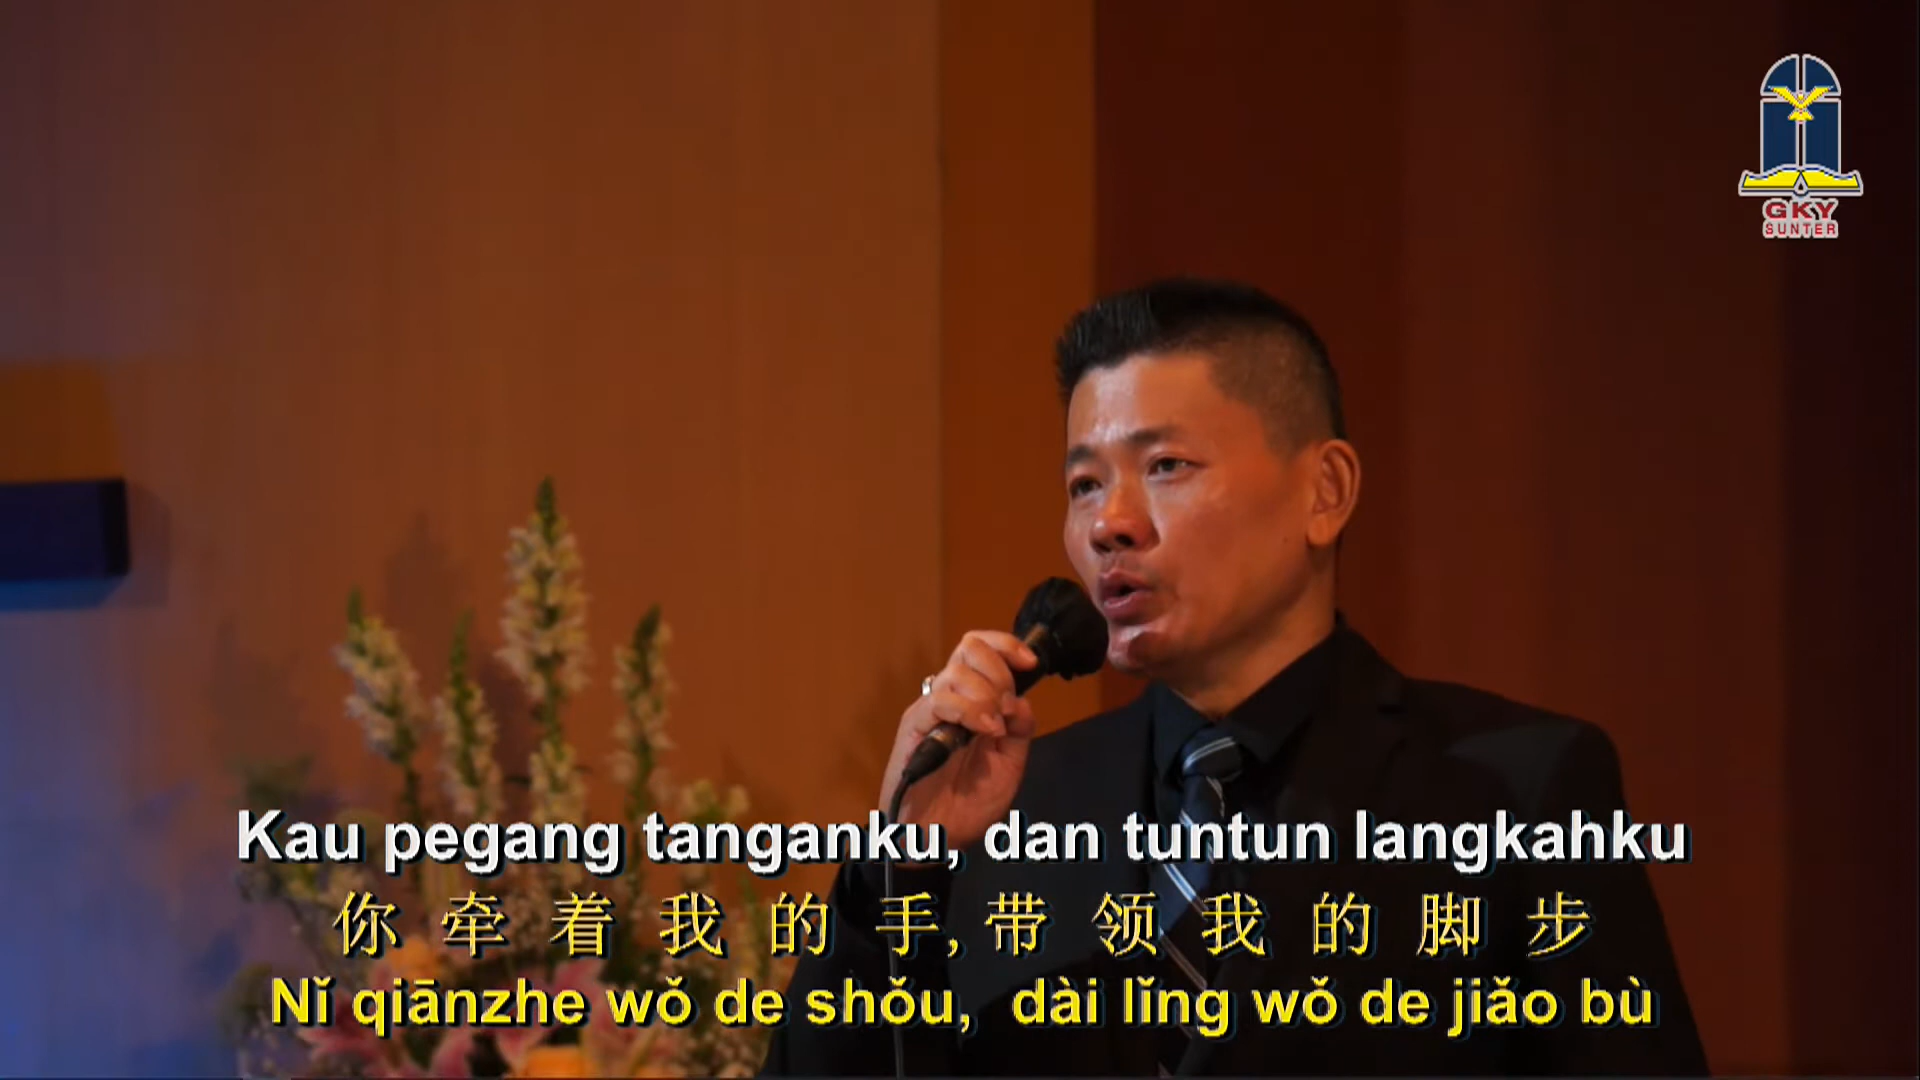 GKY
SUNTER
Kau pegang tanganku, dan tuntun langkahku
你 牵 着 我 的 手, 带 领 我 的 脚 步
Nǐ qiānzhe wǒ de shǒu, dài lǐng wǒ de jiǎo bù